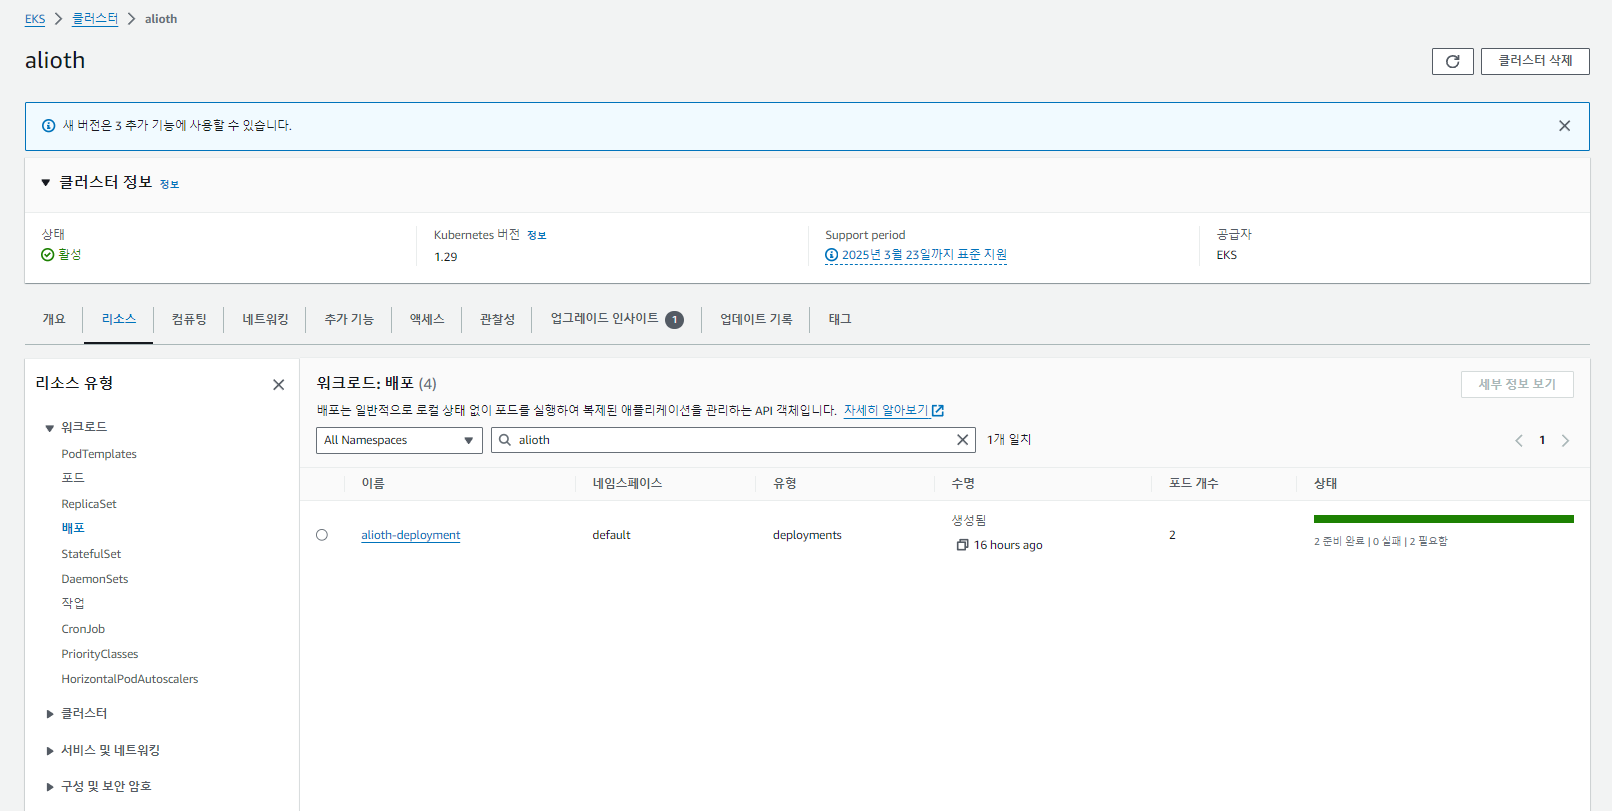 EKS > 클러스터 > alioth
alioth
클러스터 삭제
새 버전은 3 추가 기능에 사용할 수 있습니다.
클러스터 정보 정보
상태
활성
Kubernetes 버전 정보
1.29
Support period
2025년 3월 23일까지 표준 지원
공급자
EKS
개요 리소스 컴퓨팅 네트워킹 추가 기능 액세스 관찰성 업그레이드 인사이트 1 업데이트 기록 태그
리소스 유형
워크로드
PodTemplates
포드
ReplicaSet
배포
StatefulSet
DaemonSets
작업
CronJob
PriorityClasses
HorizontalPodAutoscalers
클러스터
서비스 및 네트워킹
구성 및 보안 암호
워크로드: 배포 (4)
세부 정보 보기
배포는 일반적으로 로컬 상태 없이 포드를 실행하여 복제된 애플리케이션을 관리하는 API 객체입니다. 자세히 알아보기
All Namespaces alioth 1개 일치 1
이름 네임스페이스 유형 수명 포드 개수 상태
alioth-deployment default deployments
생성됨
16 hours ago
2
2 준비 완료 | 0 실패 | 2 필요함